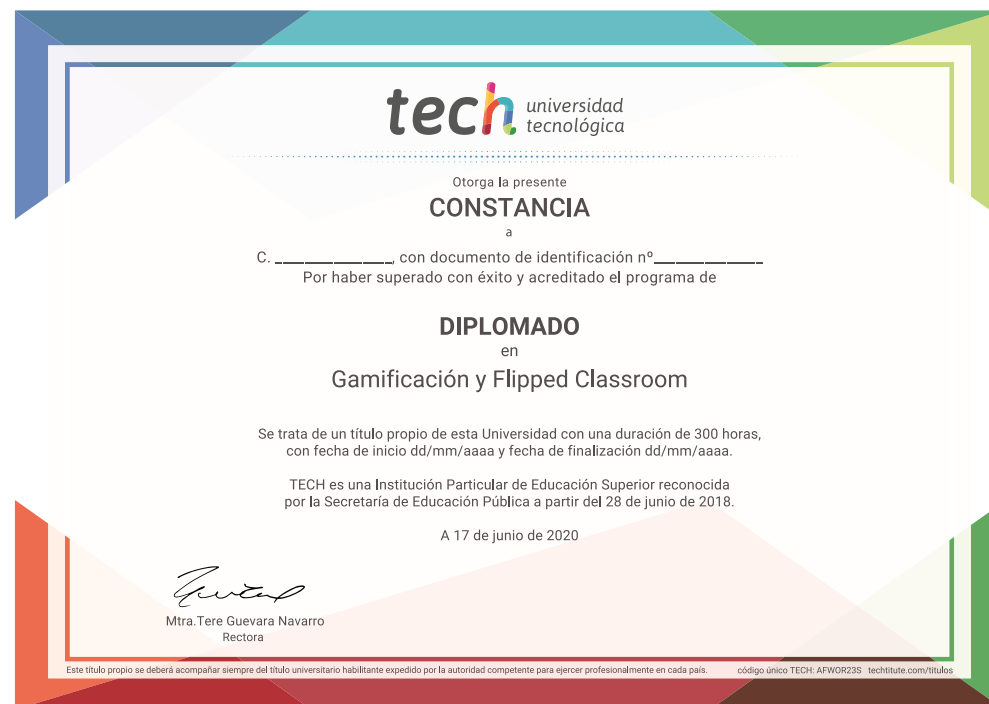 tech universidad
tecnológica
Otorga la presente
CONSTANCIA
a
C. ______________, con documento de identificación nº_____________
Por haber superado con éxito y acreditado el programa de
DIPLOMADO
en
Gamificación y Flipped Classroom
Se trata de un título propio de esta Universidad con una duración de 300 horas,
con fecha de inicio dd/mm/aaaa y fecha de finalización dd/mm/aaaa.
TECH es una Institución Particular de Educación Superior reconocida
por la Secretaría de Educación Pública a partir del 28 de junio de 2018.
A 17 de junio de 2020
Mtra.Tere Guevara Navarro
Rectora
Este título propio se deberá acompañar siempre del título universitario habilitante expedido por la autoridad competente para ejercer profesionalmente en cada país. código único TECH: AFWOR23S techtitute.com/titulos